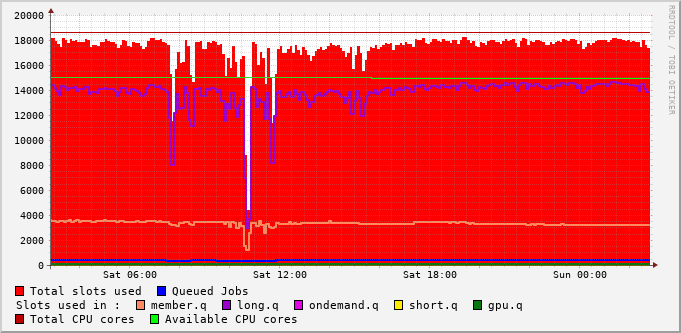 20000
18000
16000
14000
12000
10000
8000
6000
4000
2000
0
Sat 06:00 Sat 12:00 Sat 18:00 Sun 00:00
Total slots used Queued Jobs
Slots used in : member.q long.q ondemand.q short.q gpu.q
Total CPU cores Available CPU cores
RRDTOOL / TOBI OETIKER